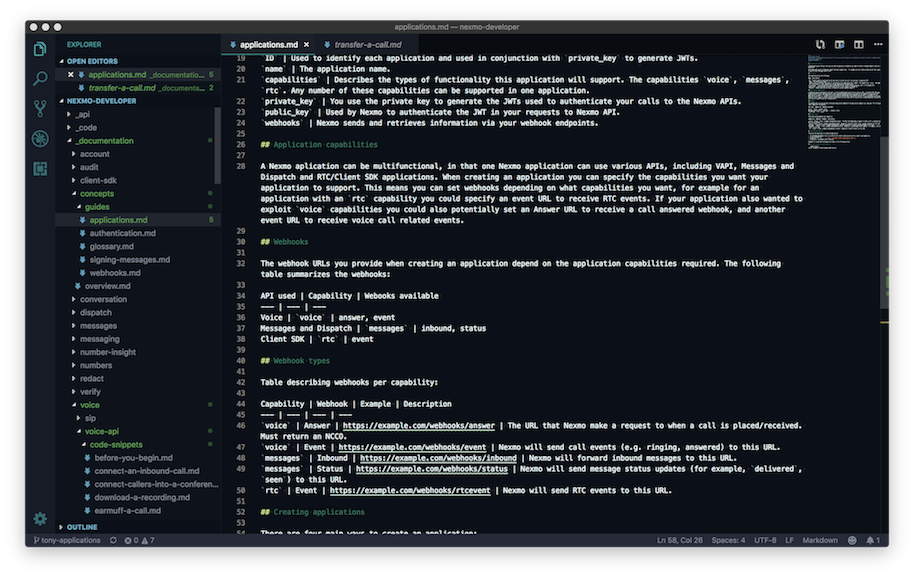 applications.md — nexmo-developer
EXPLORER
OPEN EDITORS
applications.md _documentatio... 5
transfer-a-call.md _documenta... 2
NEXMO-DEVELOPER
_api
_code
_documentation
account
audit
client-sdk
concepts
guides
applications.md 5
authentication.md
glossary.md
signing-messages.md
webhooks.md
overview.md
conversation
dispatch
messages
messaging
number-insight
numbers
redact
verify
voice
sip
voice-api
code-snippets
before-you-begin.md
connect-an-inbound-call.md
connect-callers-into-a-conferen...
download-a-recording.md
earmuff-a-call.md
OUTLINE
applications.md ×
transfer-a-call.md
19 `ID` | Used to identify each application and used in conjunction with `private_key` to generate JWTs.
20 `name` | The application name.
21 `capabilities` | Describes the types of functionality this application will support. The capabilities `voice`, `messages`,
`rtc`. Any number of these capabilities can be supported in one application.
22 `private_key` | You use the private key to generate the JWTs used to authenticate your calls to the Nexmo APIs.
23 `public_key` | Used by Nexmo to authenticate the JWT in your requests to Nexmo API.
24 `webhooks` | Nexmo sends and retrieves information via your webhook endpoints.
25
26 ## Application capabilities
27
28 A Nexmo aplication can be multifunctional, in that one Nexmo application can use various APIs, including VAPI, Messages and
Dispatch and RTC/Client SDK applications. When creating an application you can specify the capabilities you want your
application to support. This means you can set webhooks depending on what capabilities you want, for example for an
application with an `rtc` capability you could specify an event URL to receive RTC events. If your application also wanted to
exploit `voice` capabilities you could also potentially set an Answer URL to receive a call answered webhook, and another
event URL to receive voice call related events.
29
30 ## Webhooks
31
32 The webhook URLs you provide when creating an application depend on the application capabilities required. The following
table summarizes the webhooks:
33
34 API used | Capability | Webooks available
35 --- | --- | ---
36 Voice | `voice` | answer, event
37 Messages and Dispatch | `messages` | inbound, status
38 Client SDK | `rtc` | event
39
40 ## Webhook types
41
42 Table describing webhooks per capability:
43
44 Capability | Webhook | Example | Description
45 --- | --- | --- | ---
46 `voice` | Answer | https://example.com/webhooks/answer | The URL that Nexmo make a request to when a call is placed/received.
Must return an NCCO.
47 `voice` | Event | https://example.com/webhooks/event | Nexmo will send call events (e.g. ringing, answered) to this URL.
48 `messages` | Inbound | https://example.com/webhooks/inbound | Nexmo will forward inbound messages to this URL.
49 `messages` | Status | https://example.com/webhooks/status | Nexmo will send message status updates (for example, `delivered`,
`seen`) to this URL.
50 `rtc` | Event | https://example.com/webhooks/rtcevent | Nexmo will send RTC events to this URL.
51
52 ## Creating applications
53
54 There are four main ways to create an application:
tony-applications 0 7
Ln 58, Col 26 Spaces: 4 UTF-8 LF Markdown 1